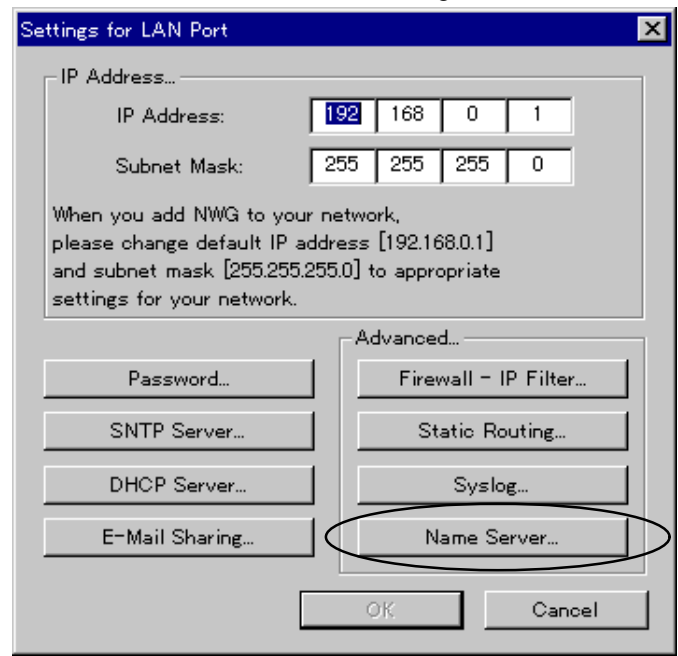 Settings for LAN Port
IP Address...
IP Address: 192 168 0 1
Subnet Mask: 255 255 255 0
When you add NWG to your network,
please change default IP address [192.168.0.1]
and subnet mask [255.255.255.0] to appropriate
settings for your network.
Advanced...
Password... Firewall - IP Filter...
SNTP Server... Static Routing...
DHCP Server... Syslog...
E-Mail Sharing... Name Server...
OK Cancel